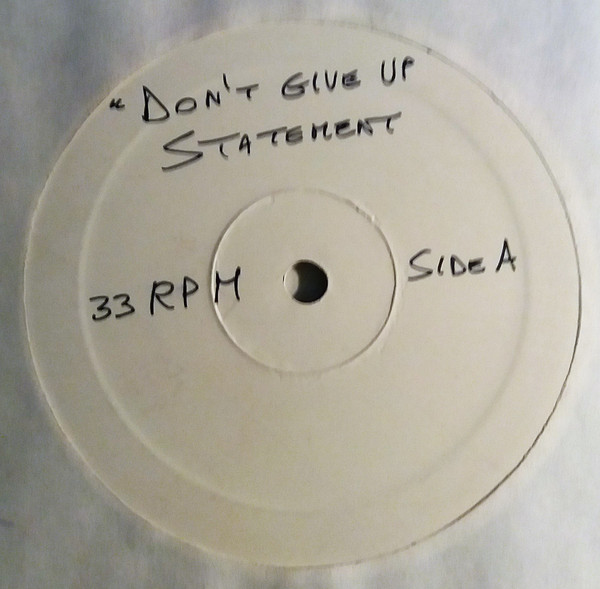 " DON'T GIVE UP
STATEMENT
33 RPM
SIDE A